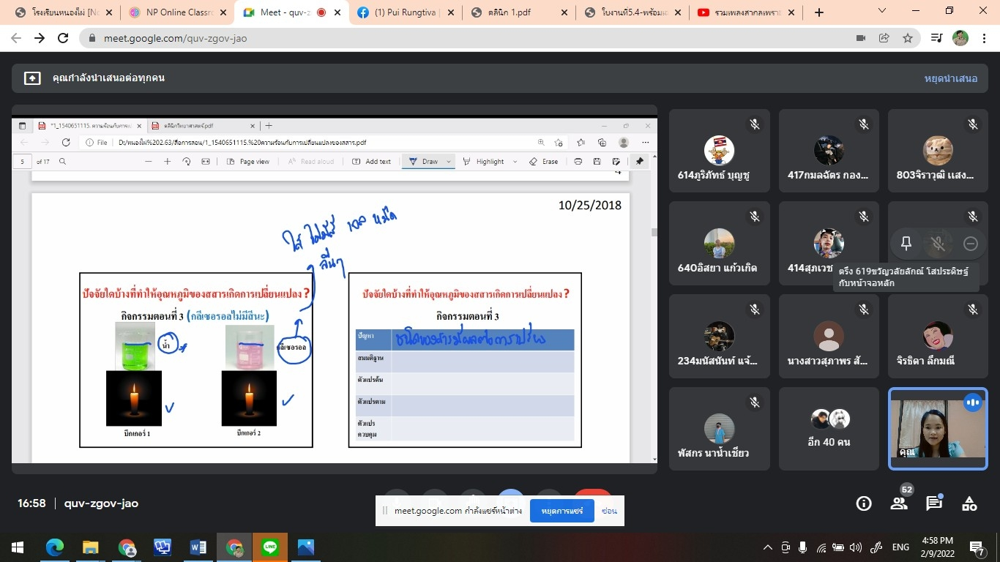 โรงเรียนหนองไผ่ [No
NP Online Classro
Meet - quv-z
(1) Pui Rungtiva |
คลินิก 1.pdf
ใบงานที่5.4-พร้อมเฉ
รวมเพลงสากลเพราะ
meet.google.com/quv-zgov-jao
คุณกำลังนำเสนอต่อทุกคน
หยุดนำเสนอ
*1_1540651115. ความร้อนกับการเ
คลินิกวิทยาศาสตร์.pdf
File
D:/หนองไผ่%202.63/สื่อการสอน/1_1540651115.%20ความร้อนกับการเปลี่ยนแปลงของสสาร.pdf
5 of 17
Page view
Read aloud
Add text
Draw
Highlight
Erase
4
10/25/2018
ใส ไม่มีสี เจล หนืด
ลื่นๆ
ปัจจัยใดบ้างที่ทำให้อุณหภูมิของสสารเกิดการเปลี่ยนแปลง ?
กิจกรรมตอนที่ 3 (กลีเซอรอลไม่มีสีนะ)
น้ำ
กลีเซอรอล
บีกเกอร์ 1
บีกเกอร์ 2
ปัจจัยใดบ้างที่ทำให้อุณหภูมิของสสารเกิดการเปลี่ยนแปลง ?
กิจกรรมตอนที่ 3
ปัญหา ชนิดของสารมีผลต่อการเปลี่ยน
สมมติฐาน
ตัวแปรต้น
ตัวแปรตาม
ตัวแปร
ควบคุม
614ภูริภัทธ์ บุญชู
417กมลฉัตร กอง...
803จิราวุฒิ แสง...
640อิสยา แก้วเกิด
414สุภเวช
ตรึง 619ขวัญวลัยลักณ์ โสประดิษฐ์
กับหน้าจอหลัก
234มนัสนันท์ แจ้...
นางสาวสุภาพร สั...
จิรธิดา ลึกมณี
พัสกร นาน้ำเชี่ยว
อีก 40 คน
คุณ
16:58 | quv-zgov-jao
meet.google.com กำลังแชร์หน้าต่าง
หยุดการแชร์
ซ่อน
52
ENG
4:58 PM
2/9/2022
7